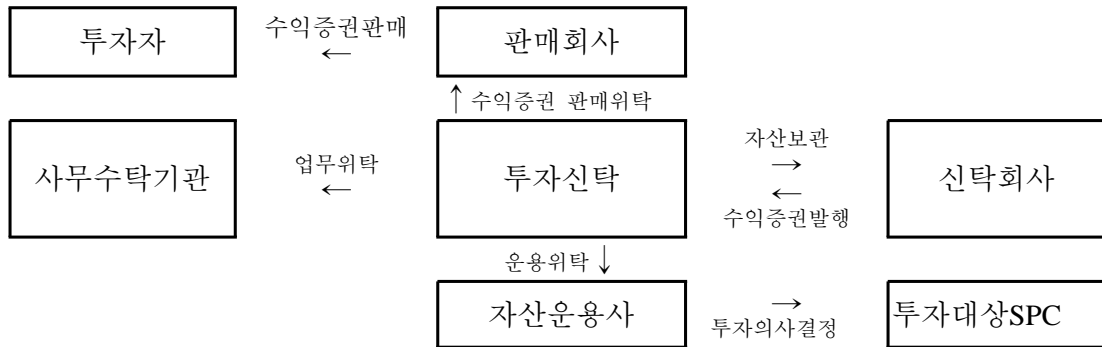 투자자
수익증권판매
←
판매회사
↑ 수익증권 판매위탁
사무수탁기관
업무위탁
←
투자신탁
자산보관
→
←
수익증권발행
신탁회사
운용위탁↓
자산운용사
→
투자의사결정
투자대상SPC